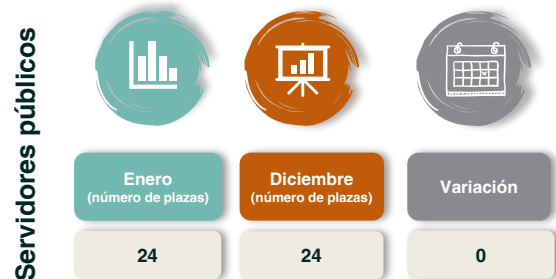 Servidores públicos
Enero
(número de plazas)
Diciembre
(número de plazas)
Variación
24
24
0